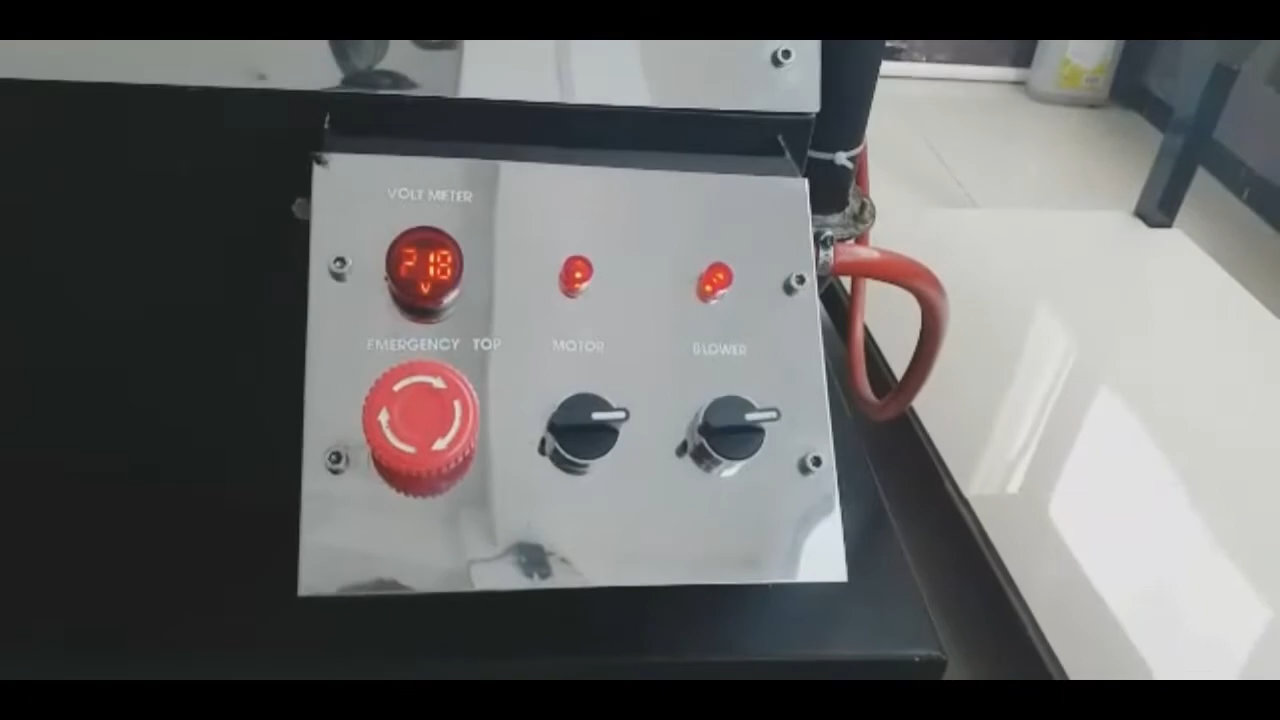 VOLT METER
218
V
EMERGENCY TOP
MOTOR
BLOWER